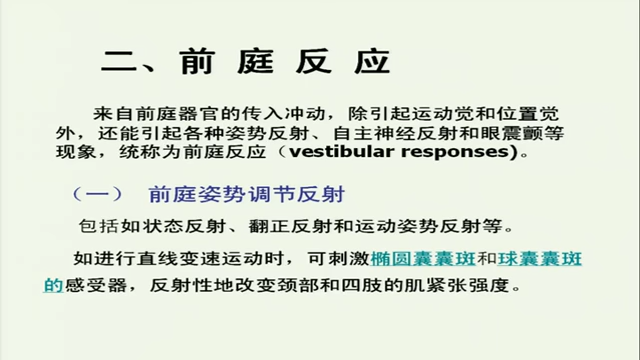 二、前 庭 反 应
来自前庭器官的传入冲动，除引起运动觉和位置觉
外，还能引起各种姿势反射、自主神经反射和眼震颤等
现象，统称为前庭反应（vestibular responses)。
（一） 前庭姿势调节反射
包括如状态反射、翻正反射和运动姿势反射等。
如进行直线变速运动时，可刺激椭圆囊囊斑和球囊囊斑
的感受器，反射性地改变颈部和四肢的肌紧张强度。